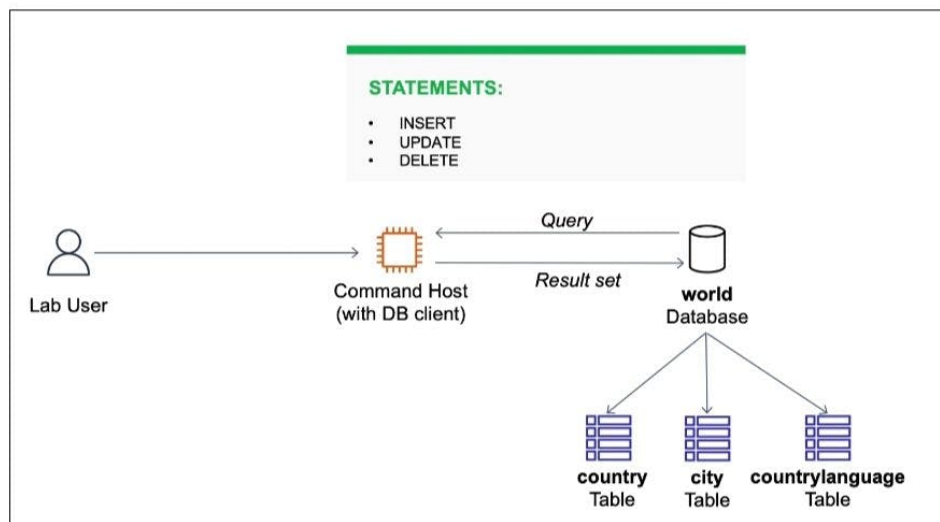 STATEMENTS:
• INSERT
• UPDATE
• DELETE
Query
Result set
Lab User
Command Host
(with DB client)
world
Database
country
Table
city
Table
countrylanguage
Table